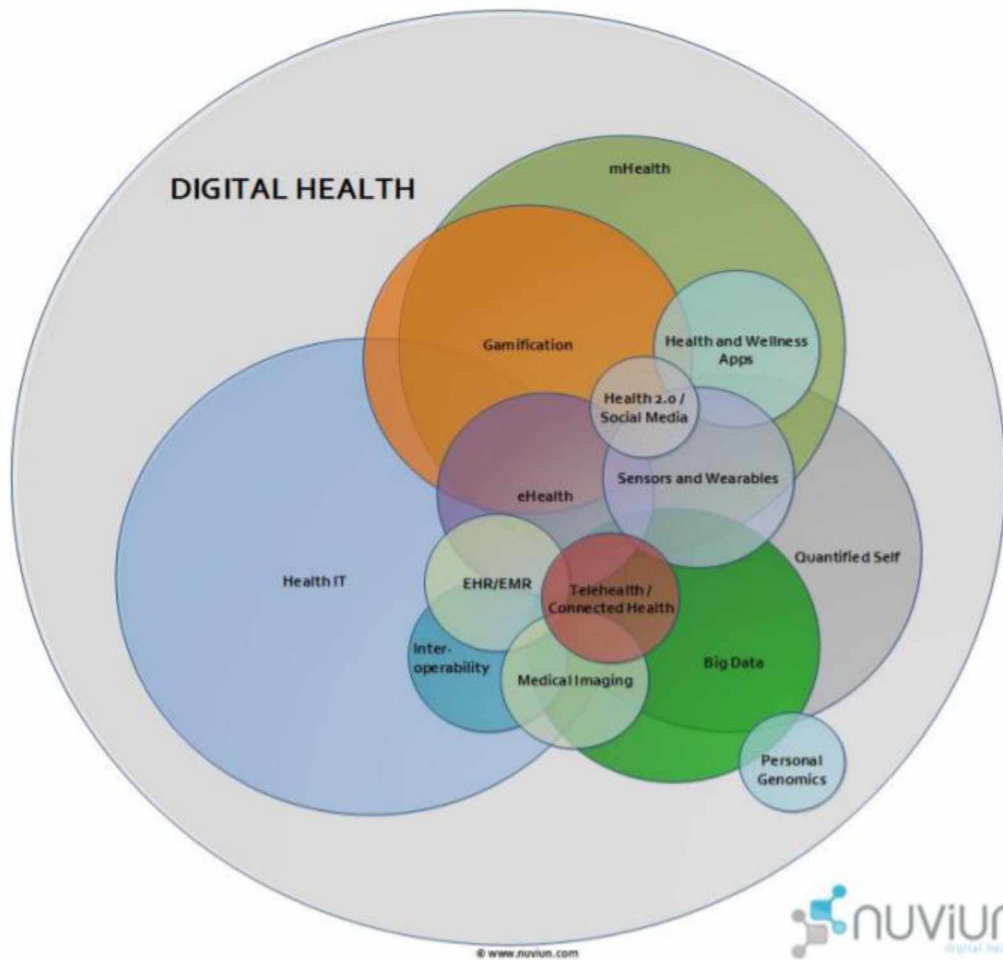 DIGITAL HEALTH
mHealth
Gamification
Health and Wellness
Apps
Health 2.0 /
Social Media
Sensors and Wearables
eHealth
Quantified Self
Health IT
EHR/EMR
Telehealth /
Connected Health
Inter-
operability
Medical Imaging
Big Data
Personal
Genomics
nuviun
digital hea
© www.nuviun.com